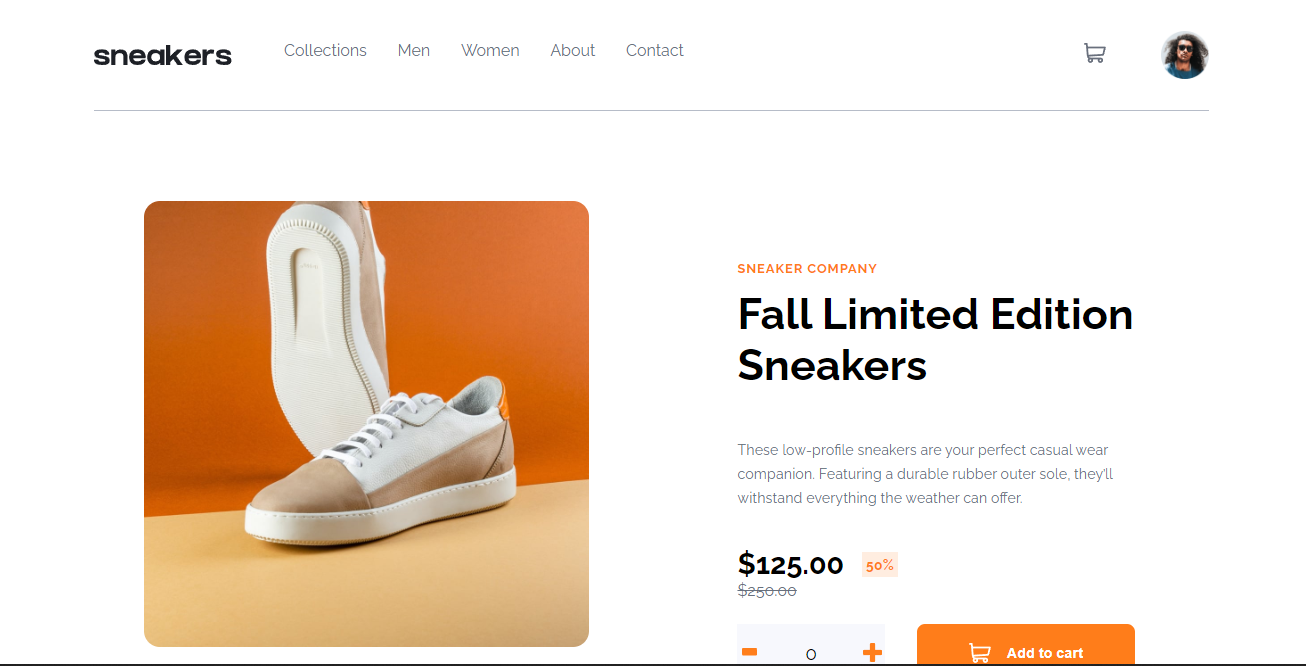 sneakers
Collections Men Women About Contact
SNEAKER COMPANY
Fall Limited Edition
Sneakers
These low-profile sneakers are your perfect casual wear
companion. Featuring a durable rubber outer sole, they'll
withstand everything the weather can offer.
$125.00 50%
$250.00
0
Add to cart